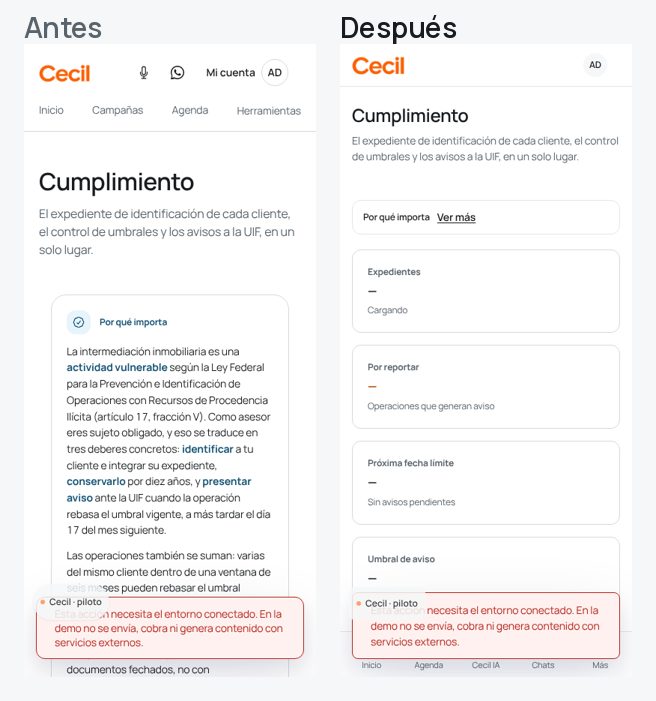 Antes
Cecil
Mi cuenta
AD
Inicio
Campañas
Agenda
Herramientas
Cumplimiento
El expediente de identificación de cada cliente,
el control de umbrales y los avisos a la UIF, en un
solo lugar.
Por qué importa
La intermediación inmobiliaria es una
actividad vulnerable según la Ley Federal
para la Prevención e Identificación de
Operaciones con Recursos de Procedencia
Ilícita (artículo 17, fracción V). Como asesor
eres sujeto obligado, y eso se traduce en
tres deberes concretos: identificar a tu
cliente e integrar su expediente,
conservarlo por diez años, y presentar
aviso ante la UIF cuando la operación
rebasa el umbral vigente, a más tardar el día
17 del mes siguiente.
Las operaciones también se suman: varias
del mismo cliente dentro de una ventana de
seis meses pueden rebasar el umbral
Cecil · piloto
Esta acción necesita el entorno conectado. En la
demo no se envía, cobra ni genera contenido con
servicios externos.
documentos fechados, no con
Después
Cecil
AD
Cumplimiento
El expediente de identificación de cada cliente, el control
de umbrales y los avisos a la UIF, en un solo lugar.
Por qué importa Ver más
Expedientes
—
Cargando
Por reportar
—
Operaciones que generan aviso
Próxima fecha límite
—
Sin avisos pendientes
Umbral de aviso
—
Cecil · piloto
Esta acción necesita el entorno conectado. En la
demo no se envía, cobra ni genera contenido con
servicios externos.
Inicio
Agenda
Cecil IA
Chats
Más